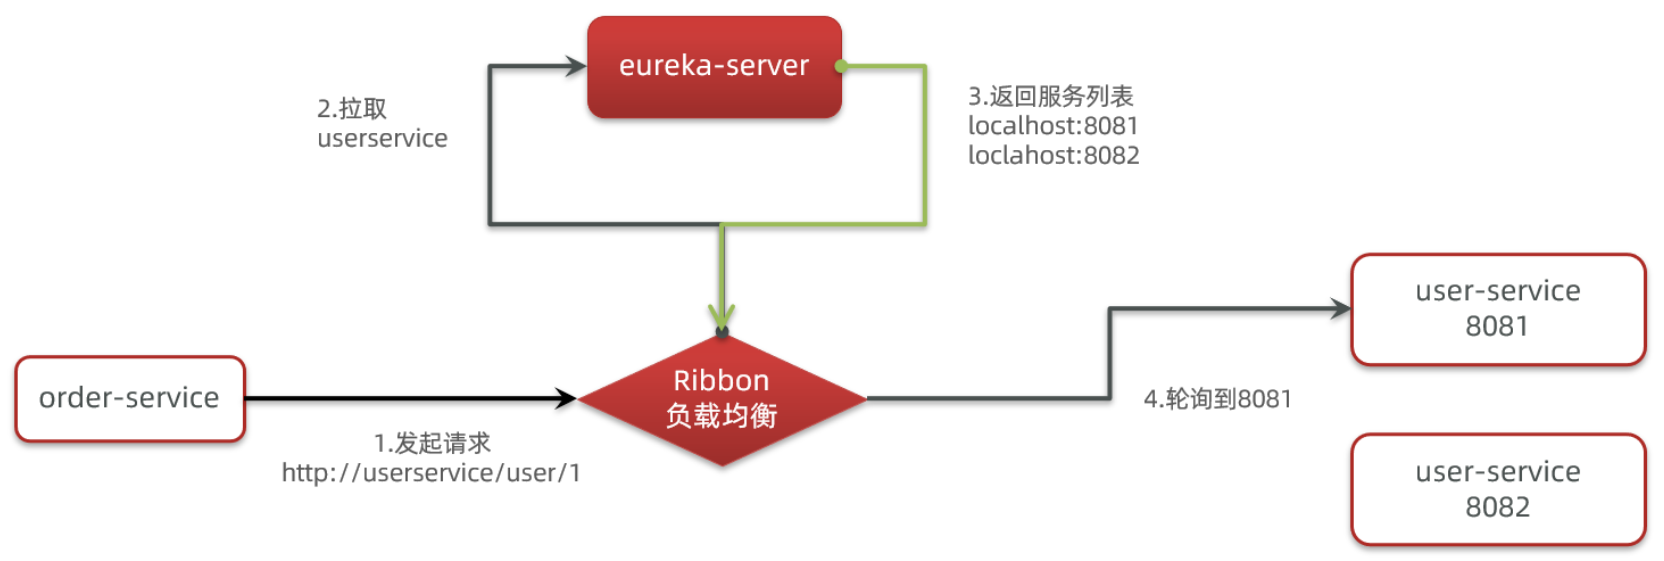 eureka-server
2.拉取
userservice
3.返回服务列表
localhost:8081
loclahost:8082
user-service
8081
order-service
Ribbon
负载均衡
4.轮询到8081
1.发起请求
http://userservice/user/1
user-service
8082